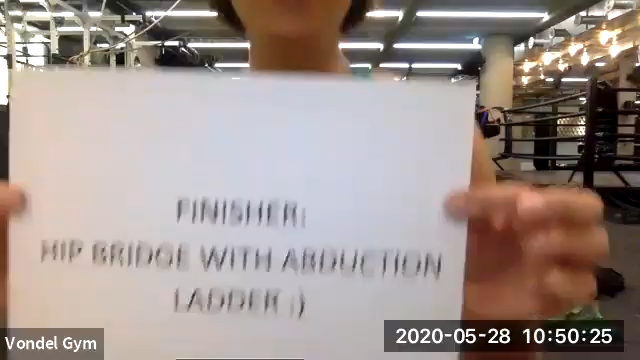 FINISHER:
HIP BRIDGE WITH ABDUCTION
LADDER :)
Vondel Gym
2020-05-28 10:50:25